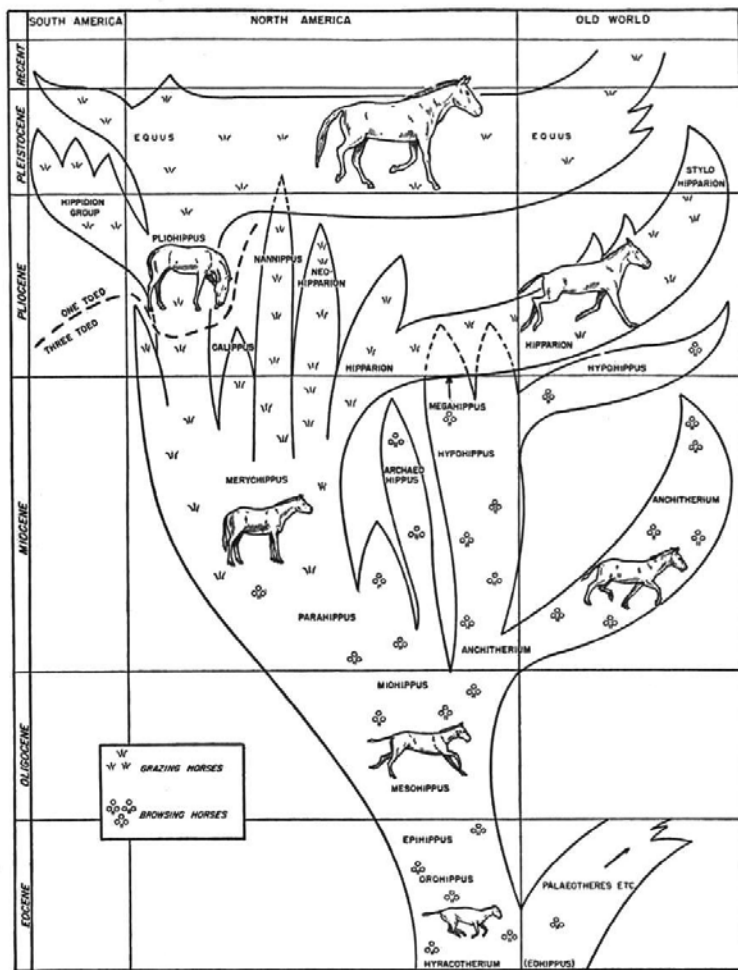 SOUTH AMERICA
NORTH AMERICA
OLD WORLD
RECENT
PLEISTOCENE
EQUUS
EQUUS
STYLO
HIPPARION
HIPPIDION
GROUP
PLIOCENE
PLIOHIPPUS
NANNIPPUS
NEO-
HIPPARION
ONE TOED
THREE TOED
CALIPPUS
HIPPARION
HIPPARION
HYPOHIPPUS
MIOCENE
MEGAHIPPUS
HYPOHIPPUS
ARCHAEO
HIPPUS
MERYCHIPPUS
ANCHITHERIUM
PARAHIPPUS
ANCHITHERIUM
OLIGOCENE
MIOHIPPUS
GRAZING HORSES
BROWSING HORSES
MESOHIPPUS
EOCENE
EPIHIPPUS
OROHIPPUS
PALAEOTHERES ETC.
HYRACOTHERIUM
(EOHIPPUS)